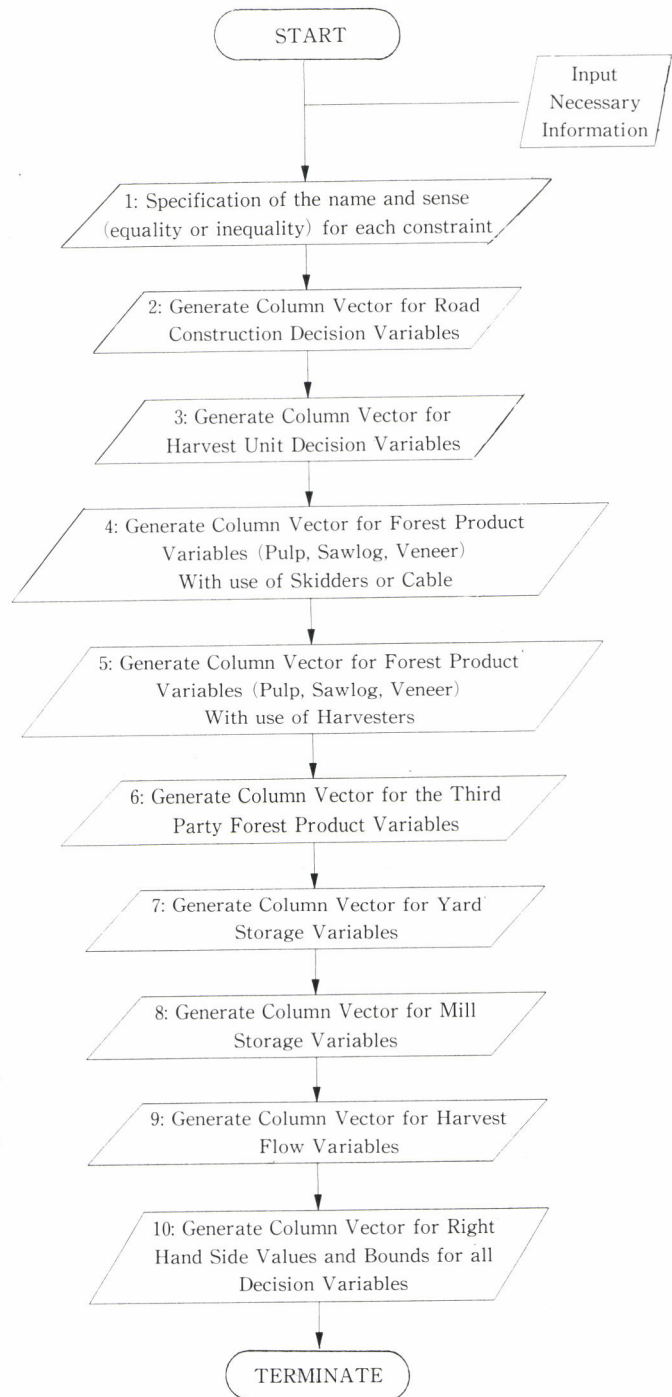 START
Input
Necessary
Information
1: Specification of the name and sense
(equality or inequality) for each constraint
2: Generate Column Vector for Road
Construction Decision Variables
3: Generate Column Vector for
Harvest Unit Decision Variables
4: Generate Column Vector for Forest Product
Variables (Pulp, Sawlog, Veneer)
With use of Skidders or Cable
5: Generate Column Vector for Forest Product
Variables (Pulp, Sawlog, Veneer)
With use of Harvesters
6: Generate Column Vector for the Third
Party Forest Product Variables
7: Generate Column Vector for Yard
Storage Variables
8: Generate Column Vector for Mill
Storage Variables
9: Generate Column Vector for Harvest
Flow Variables
10: Generate Column Vector for Right
Hand Side Values and Bounds for all
Decision Variables
TERMINATE